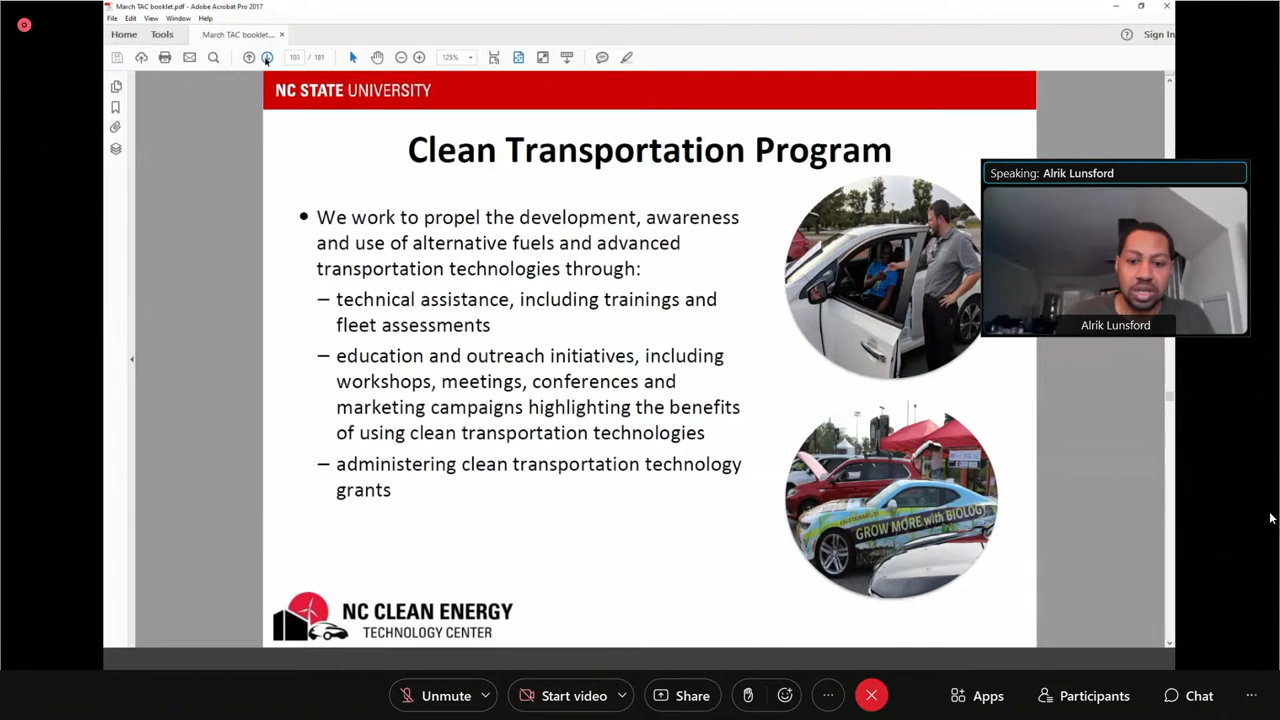 March TAC booklet.pdf - Adobe Acrobat Pro 2017
File Edit View Window Help
Home Tools March TAC booklet.... × Sign In
103 / 181 125%
NC STATE UNIVERSITY
Clean Transportation Program
• We work to propel the development, awareness
and use of alternative fuels and advanced
transportation technologies through:
– technical assistance, including trainings and
fleet assessments
– education and outreach initiatives, including
workshops, meetings, conferences and
marketing campaigns highlighting the benefits
of using clean transportation technologies
– administering clean transportation technology
grants
GROW MORE with BIOLOGY
NC CLEAN ENERGY
TECHNOLOGY CENTER
Speaking: Alrik Lunsford
Alrik Lunsford
Unmute Start video Share Apps Participants Chat